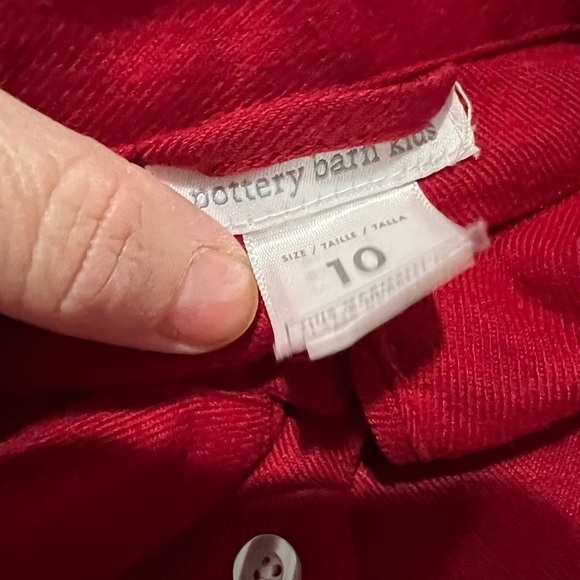 pottery barn kids
SIZE / TAILLE / TALLA
10